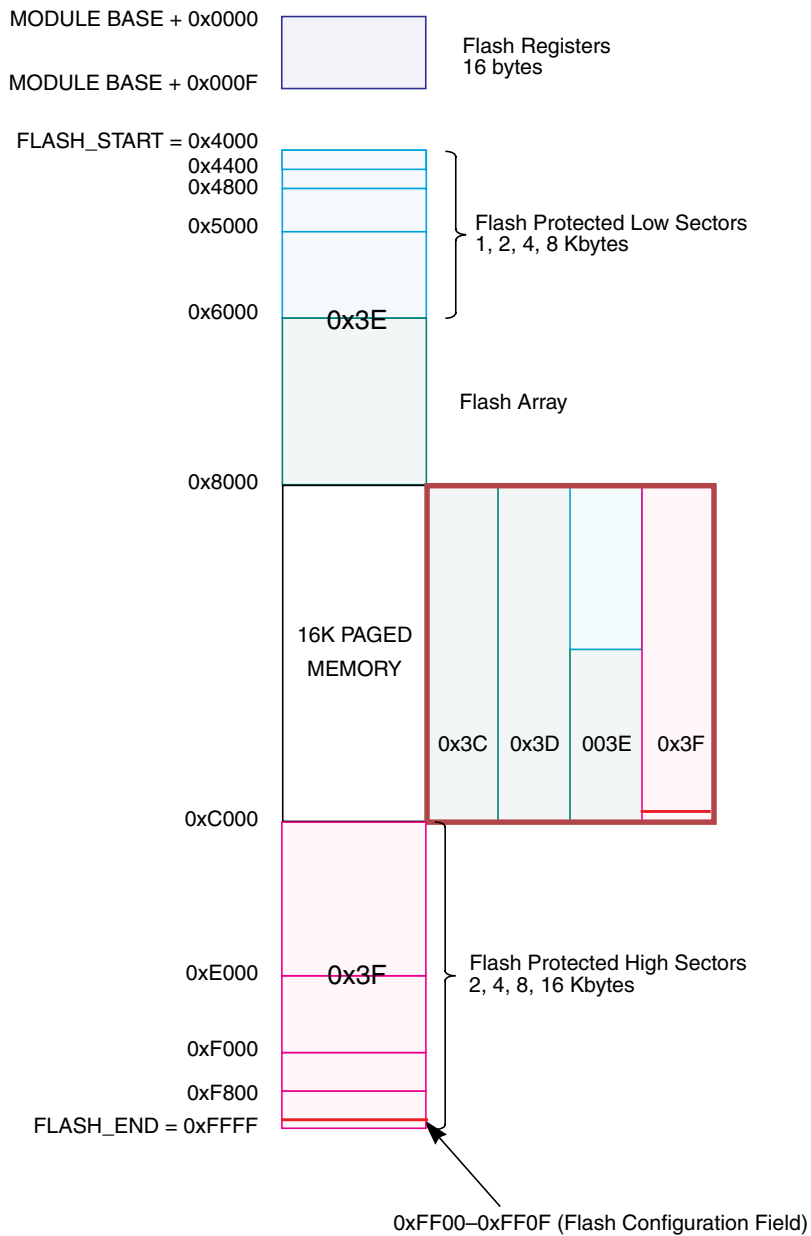 MODULE BASE + 0x0000
Flash Registers
16 bytes
MODULE BASE + 0x000F
FLASH_START = 0x4000
0x4400
0x4800
Flash Protected Low Sectors
1, 2, 4, 8 Kbytes
0x5000
0x6000
0x3E
Flash Array
0x8000
16K PAGED
MEMORY
0x3C
0x3D
003E
0x3F
0xC000
Flash Protected High Sectors
2, 4, 8, 16 Kbytes
0xE000
0x3F
0xF000
0xF800
FLASH_END = 0xFFFF
0xFF00–0xFF0F (Flash Configuration Field)